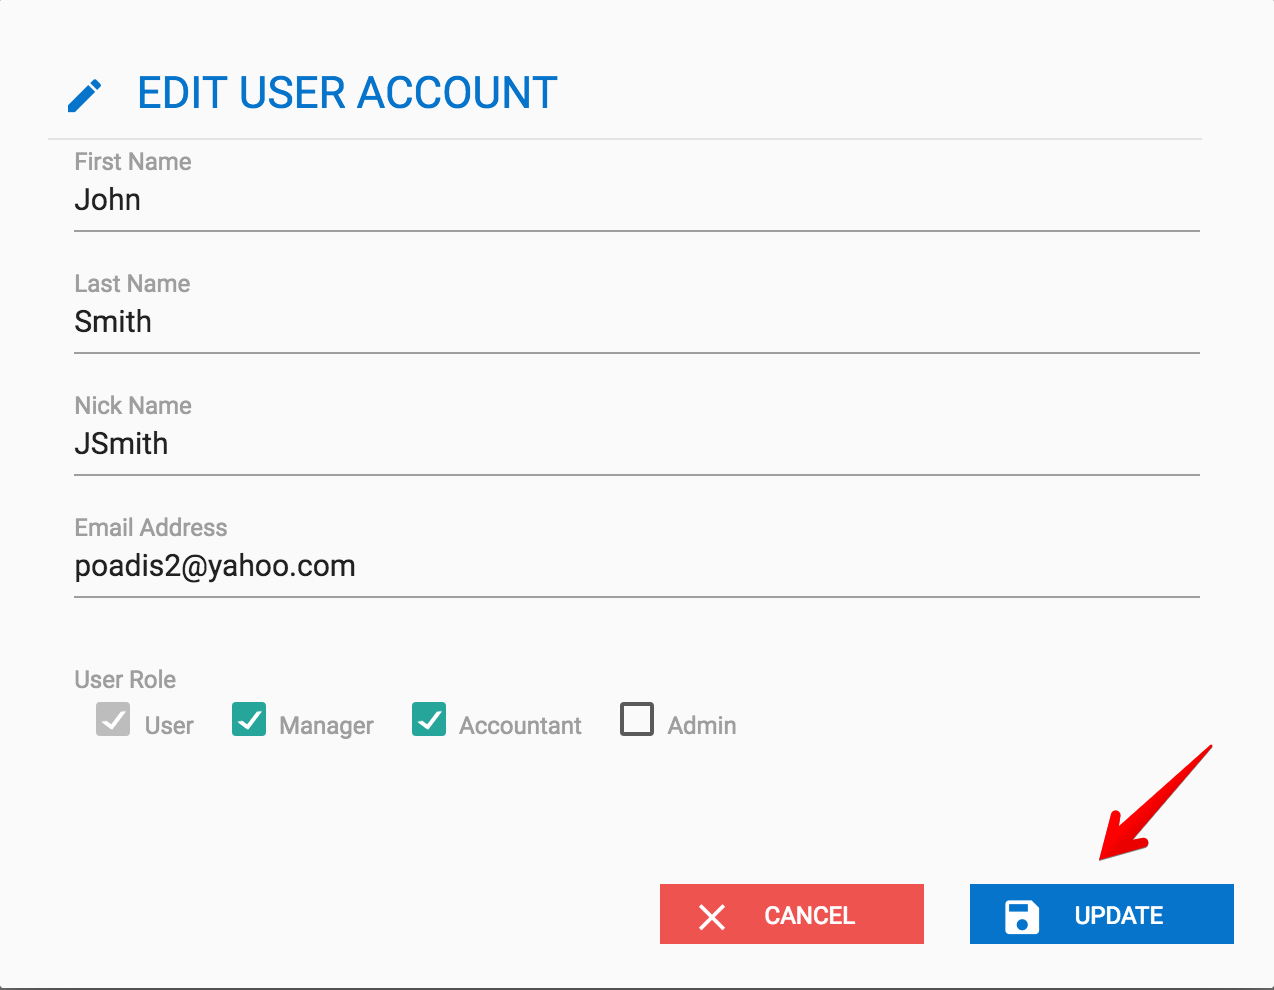 EDIT USER ACCOUNT
First Name
John
Last Name
Smith
Nick Name
JSmith
Email Address
poadis2@yahoo.com
User Role
User Manager Accountant Admin
CANCEL UPDATE